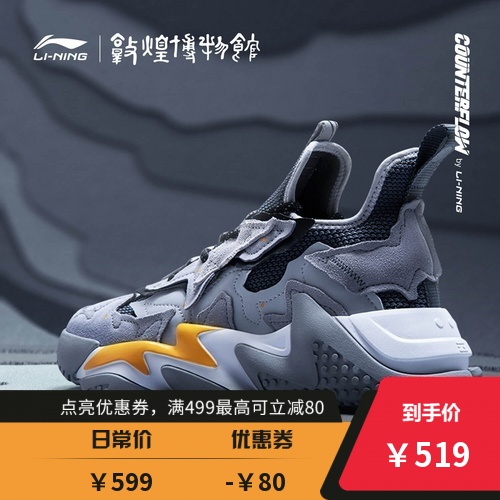 LI-NING
敦煌博物館
COUNTERFLOW
by LI-NING
点亮优惠券，满499最高可立减80
日常价
优惠券
到手价
￥599
-￥80
￥519